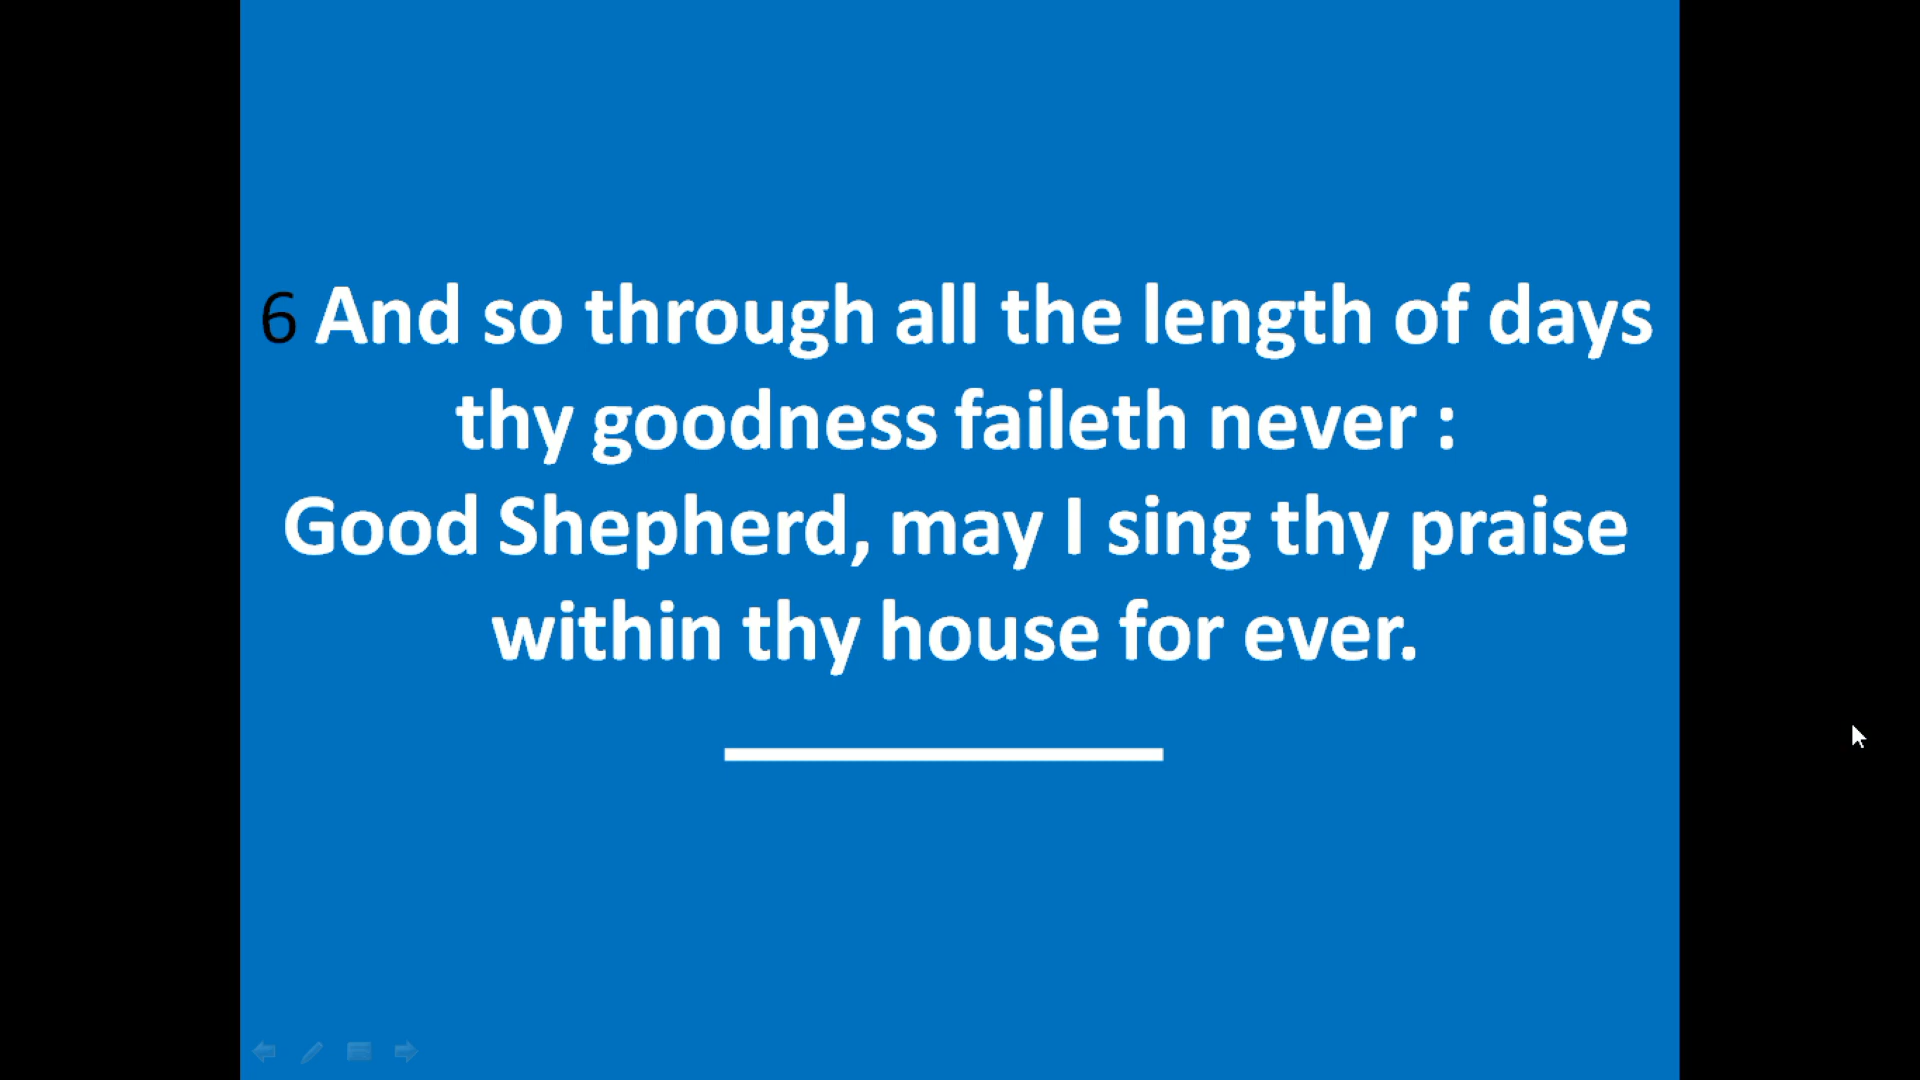 6 And so through all the length of days
thy goodness faileth never :
Good Shepherd, may I sing thy praise
within thy house for ever.